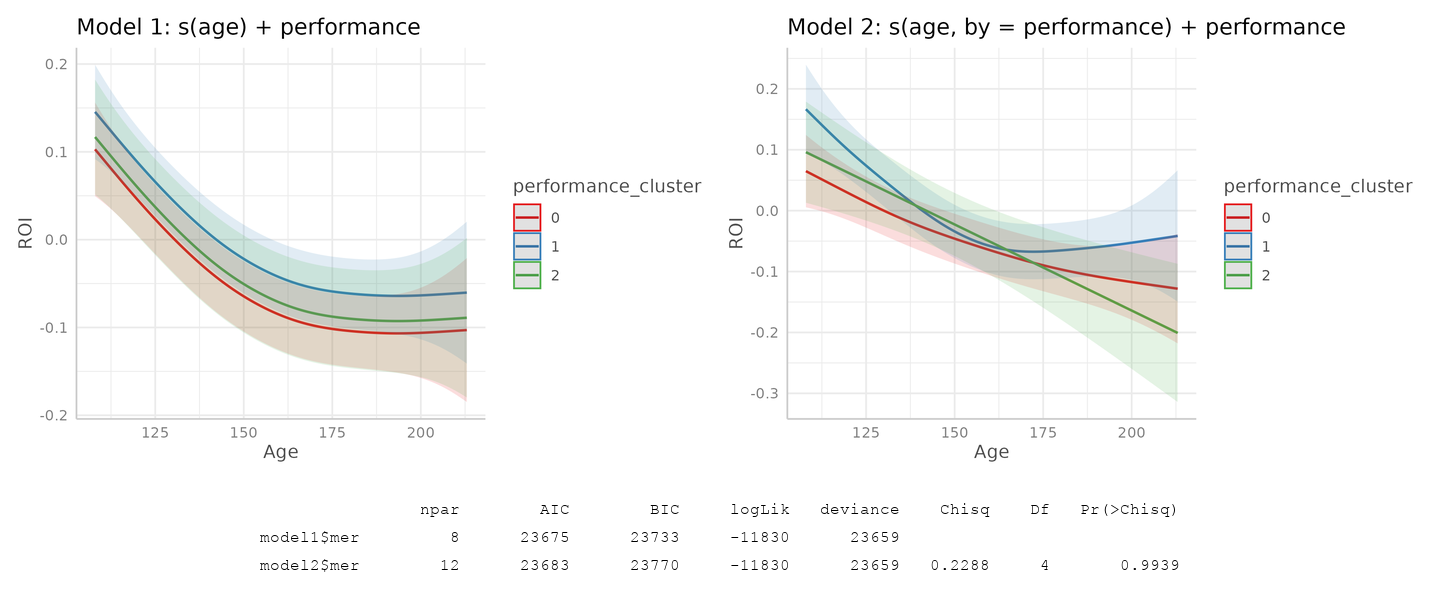 Model 1: s(age) + performance
0.2
0.1
0.0
-0.1
-0.2
ROI
125 150 175 200
Age
performance_cluster
0
1
2
Model 2: s(age, by = performance) + performance
0.2
0.1
0.0
-0.1
-0.2
-0.3
ROI
125 150 175 200
Age
performance_cluster
0
1
2
npar AIC BIC logLik deviance Chisq Df Pr(>Chisq)
model1$mer 8 23675 23733 -11830 23659
model2$mer 12 23683 23770 -11830 23659 0.2288 4 0.9939